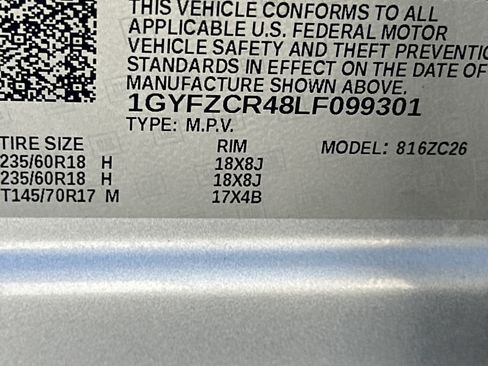 THIS VEHICLE CONFORMS TO ALL
APPLICABLE U.S. FEDERAL MOTOR
VEHICLE SAFETY AND THEFT PREVENTIO
STANDARDS IN EFFECT ON THE DATE OF
MANUFACTURE SHOWN ABOVE.
1GYFZCR48LF099301
TYPE: M.P.V.
TIRE SIZE RIM MODEL: 816ZC26
235/60R18 H 18X8J
235/60R18 H 18X8J
T145/70R17 M 17X4B